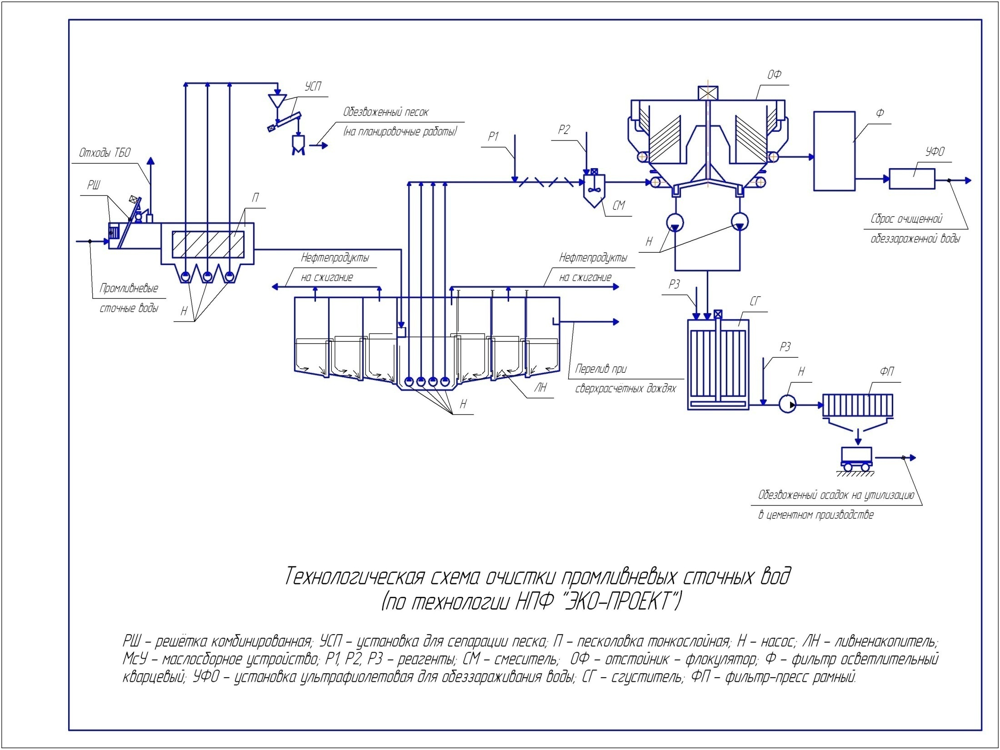 ОФ
УСП
Обезвоженный песок
(на планировочные работы)
Ф
Р1
Р2
Отходы ТБО
УФО
РШ
П
СМ
Сброс очищенной
обеззараженной воды
Н
Нефтепродукты
на сжигание
Нефтепродукты
на сжигание
Промливневые
сточные воды
Н
Р3
СГ
Р3
Перелив при
сверхрасчётных дождях
Н
ФП
ЛН
Н
Обезвоженный осадок на утилизацию
в цементном производстве
Технологическая схема очистки промливневых сточных вод
(по технологии НПФ "ЭКО-ПРОЕКТ")
РШ – решётка комбинированная; УСП – установка для сепарации песка; П – песколовка тонкослойная; Н – насос; ЛН – ливненакопитель;
МсУ – маслосборное устройство; Р1, Р2, Р3 – реагенты; СМ – смеситель; ОФ – отстойник – флокулятор; Ф – фильтр осветлительный
кварцевый; УФО – установка ультрафиолетовая для обеззараживания воды; СГ – сгуститель; ФП – фильтр-пресс рамный.